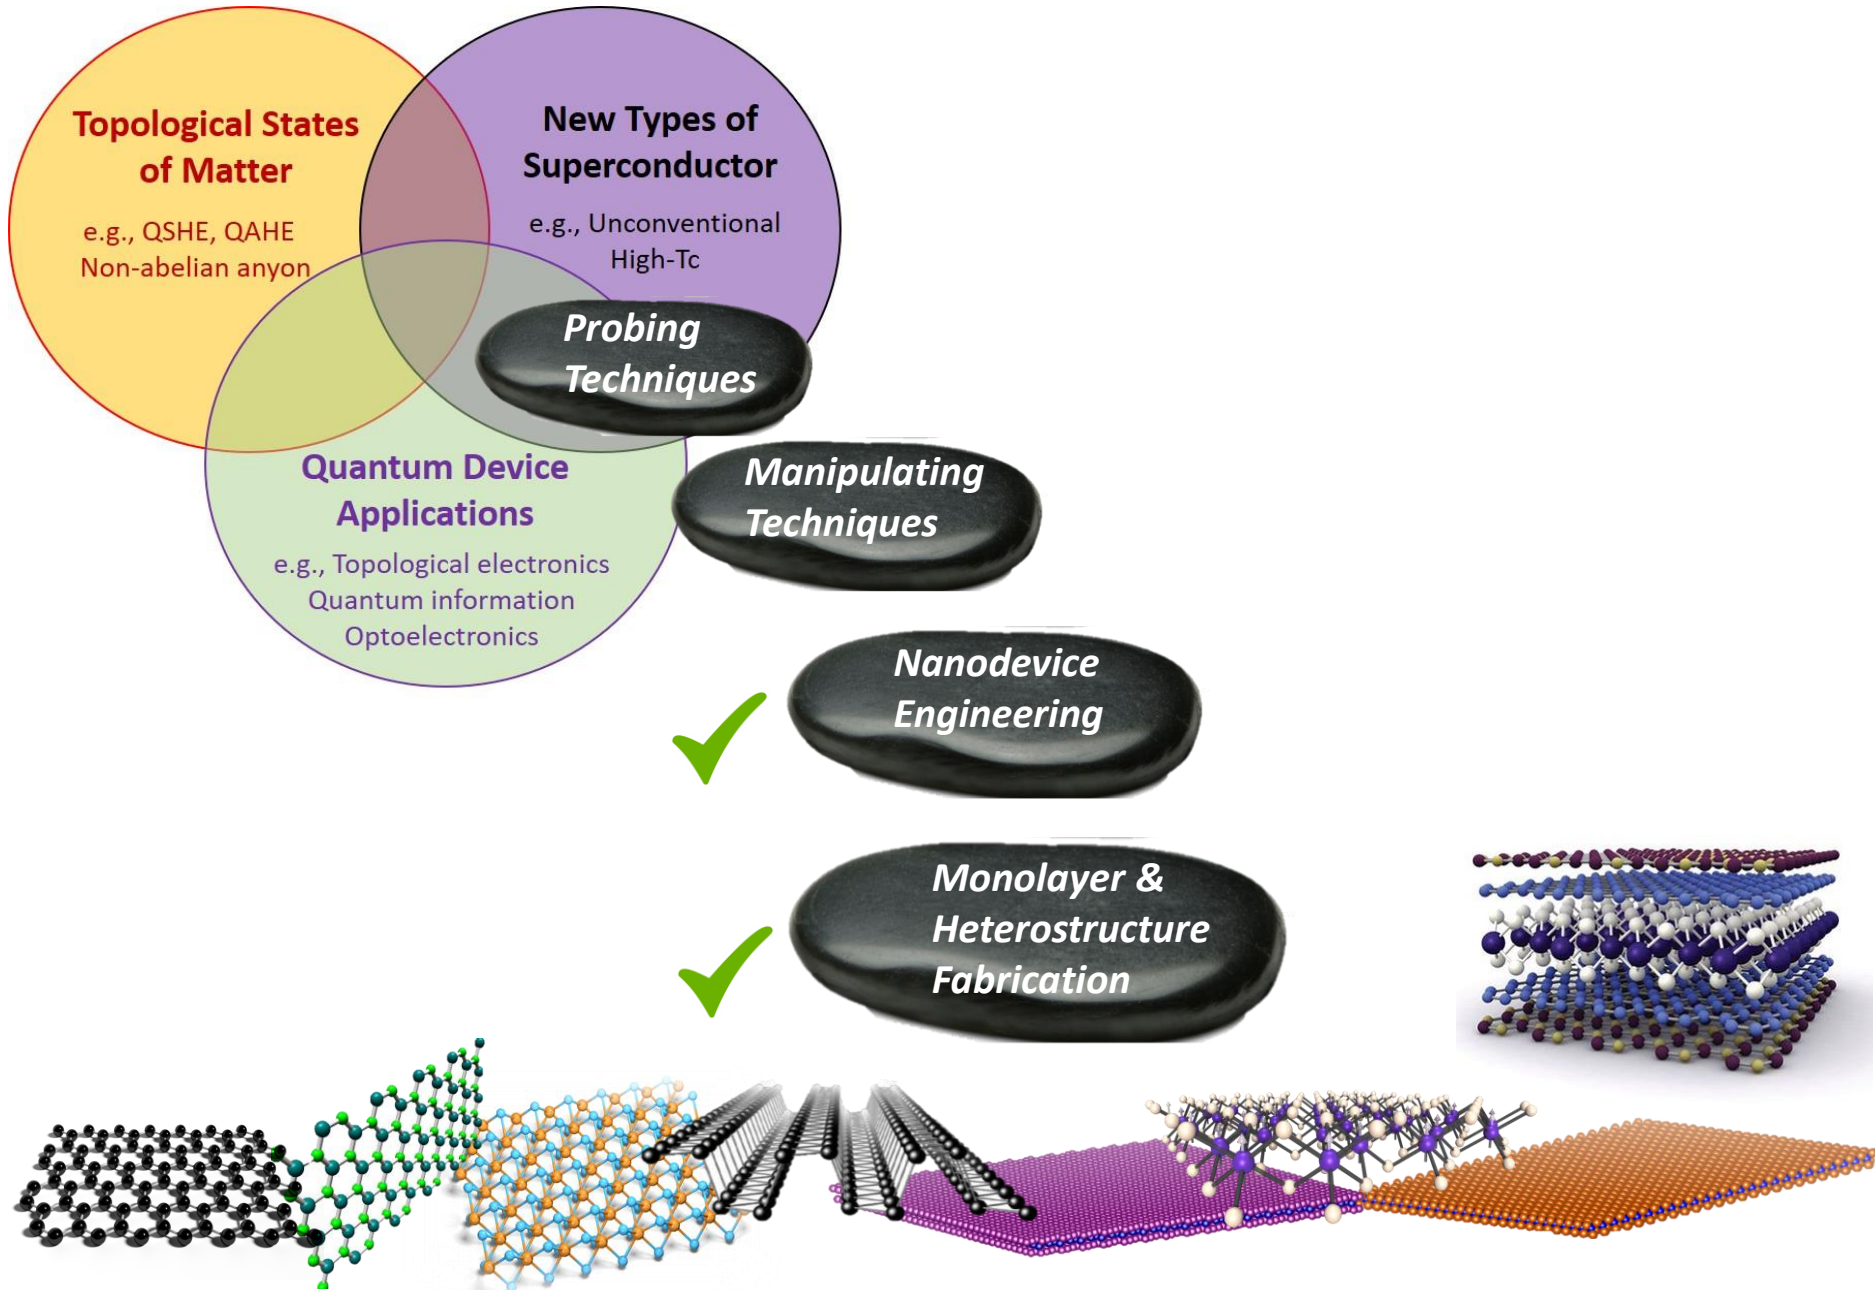 Topological States
of Matter
e.g., QSHE, QAHE
Non-abelian anyon
New Types of
Superconductor
e.g., Unconventional
High-Tc
Probing
Techniques
Quantum Device
Applications
e.g., Topological electronics
Quantum information
Optoelectronics
Manipulating
Techniques
Nanodevice
Engineering
Monolayer &
Heterostructure
Fabrication